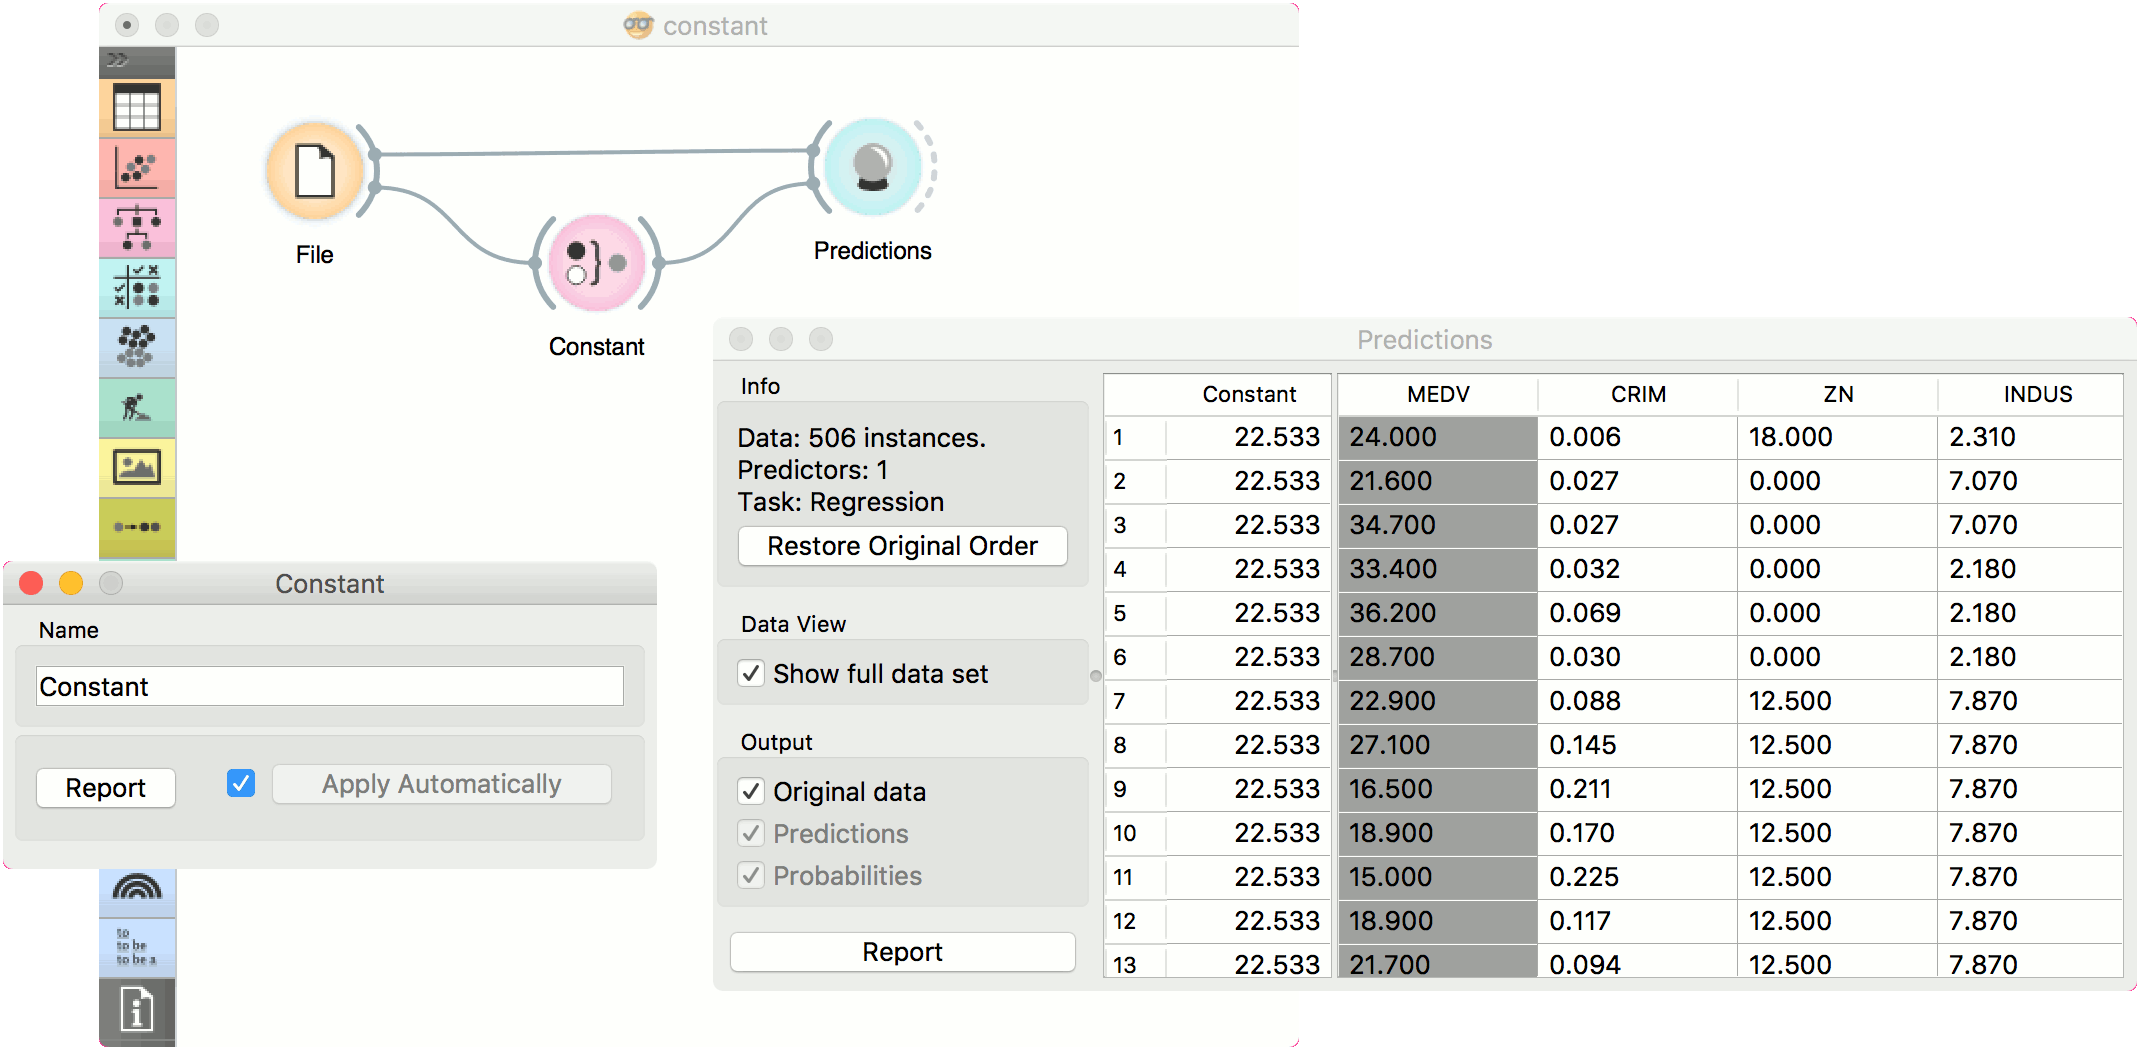 constant
File
Constant
Predictions
to
to be
to be a
Constant
Name
Constant
Report
Apply Automatically
Predictions
Info
Data: 506 instances.
Predictors: 1
Task: Regression
Restore Original Order
Data View
Show full data set
Output
Original data
Predictions
Probabilities
Report
Constant MEDV CRIM ZN INDUS
1 22.533 24.000 0.006 18.000 2.310
2 22.533 21.600 0.027 0.000 7.070
3 22.533 34.700 0.027 0.000 7.070
4 22.533 33.400 0.032 0.000 2.180
5 22.533 36.200 0.069 0.000 2.180
6 22.533 28.700 0.030 0.000 2.180
7 22.533 22.900 0.088 12.500 7.870
8 22.533 27.100 0.145 12.500 7.870
9 22.533 16.500 0.211 12.500 7.870
10 22.533 18.900 0.170 12.500 7.870
11 22.533 15.000 0.225 12.500 7.870
12 22.533 18.900 0.117 12.500 7.870
13 22.533 21.700 0.094 12.500 7.870